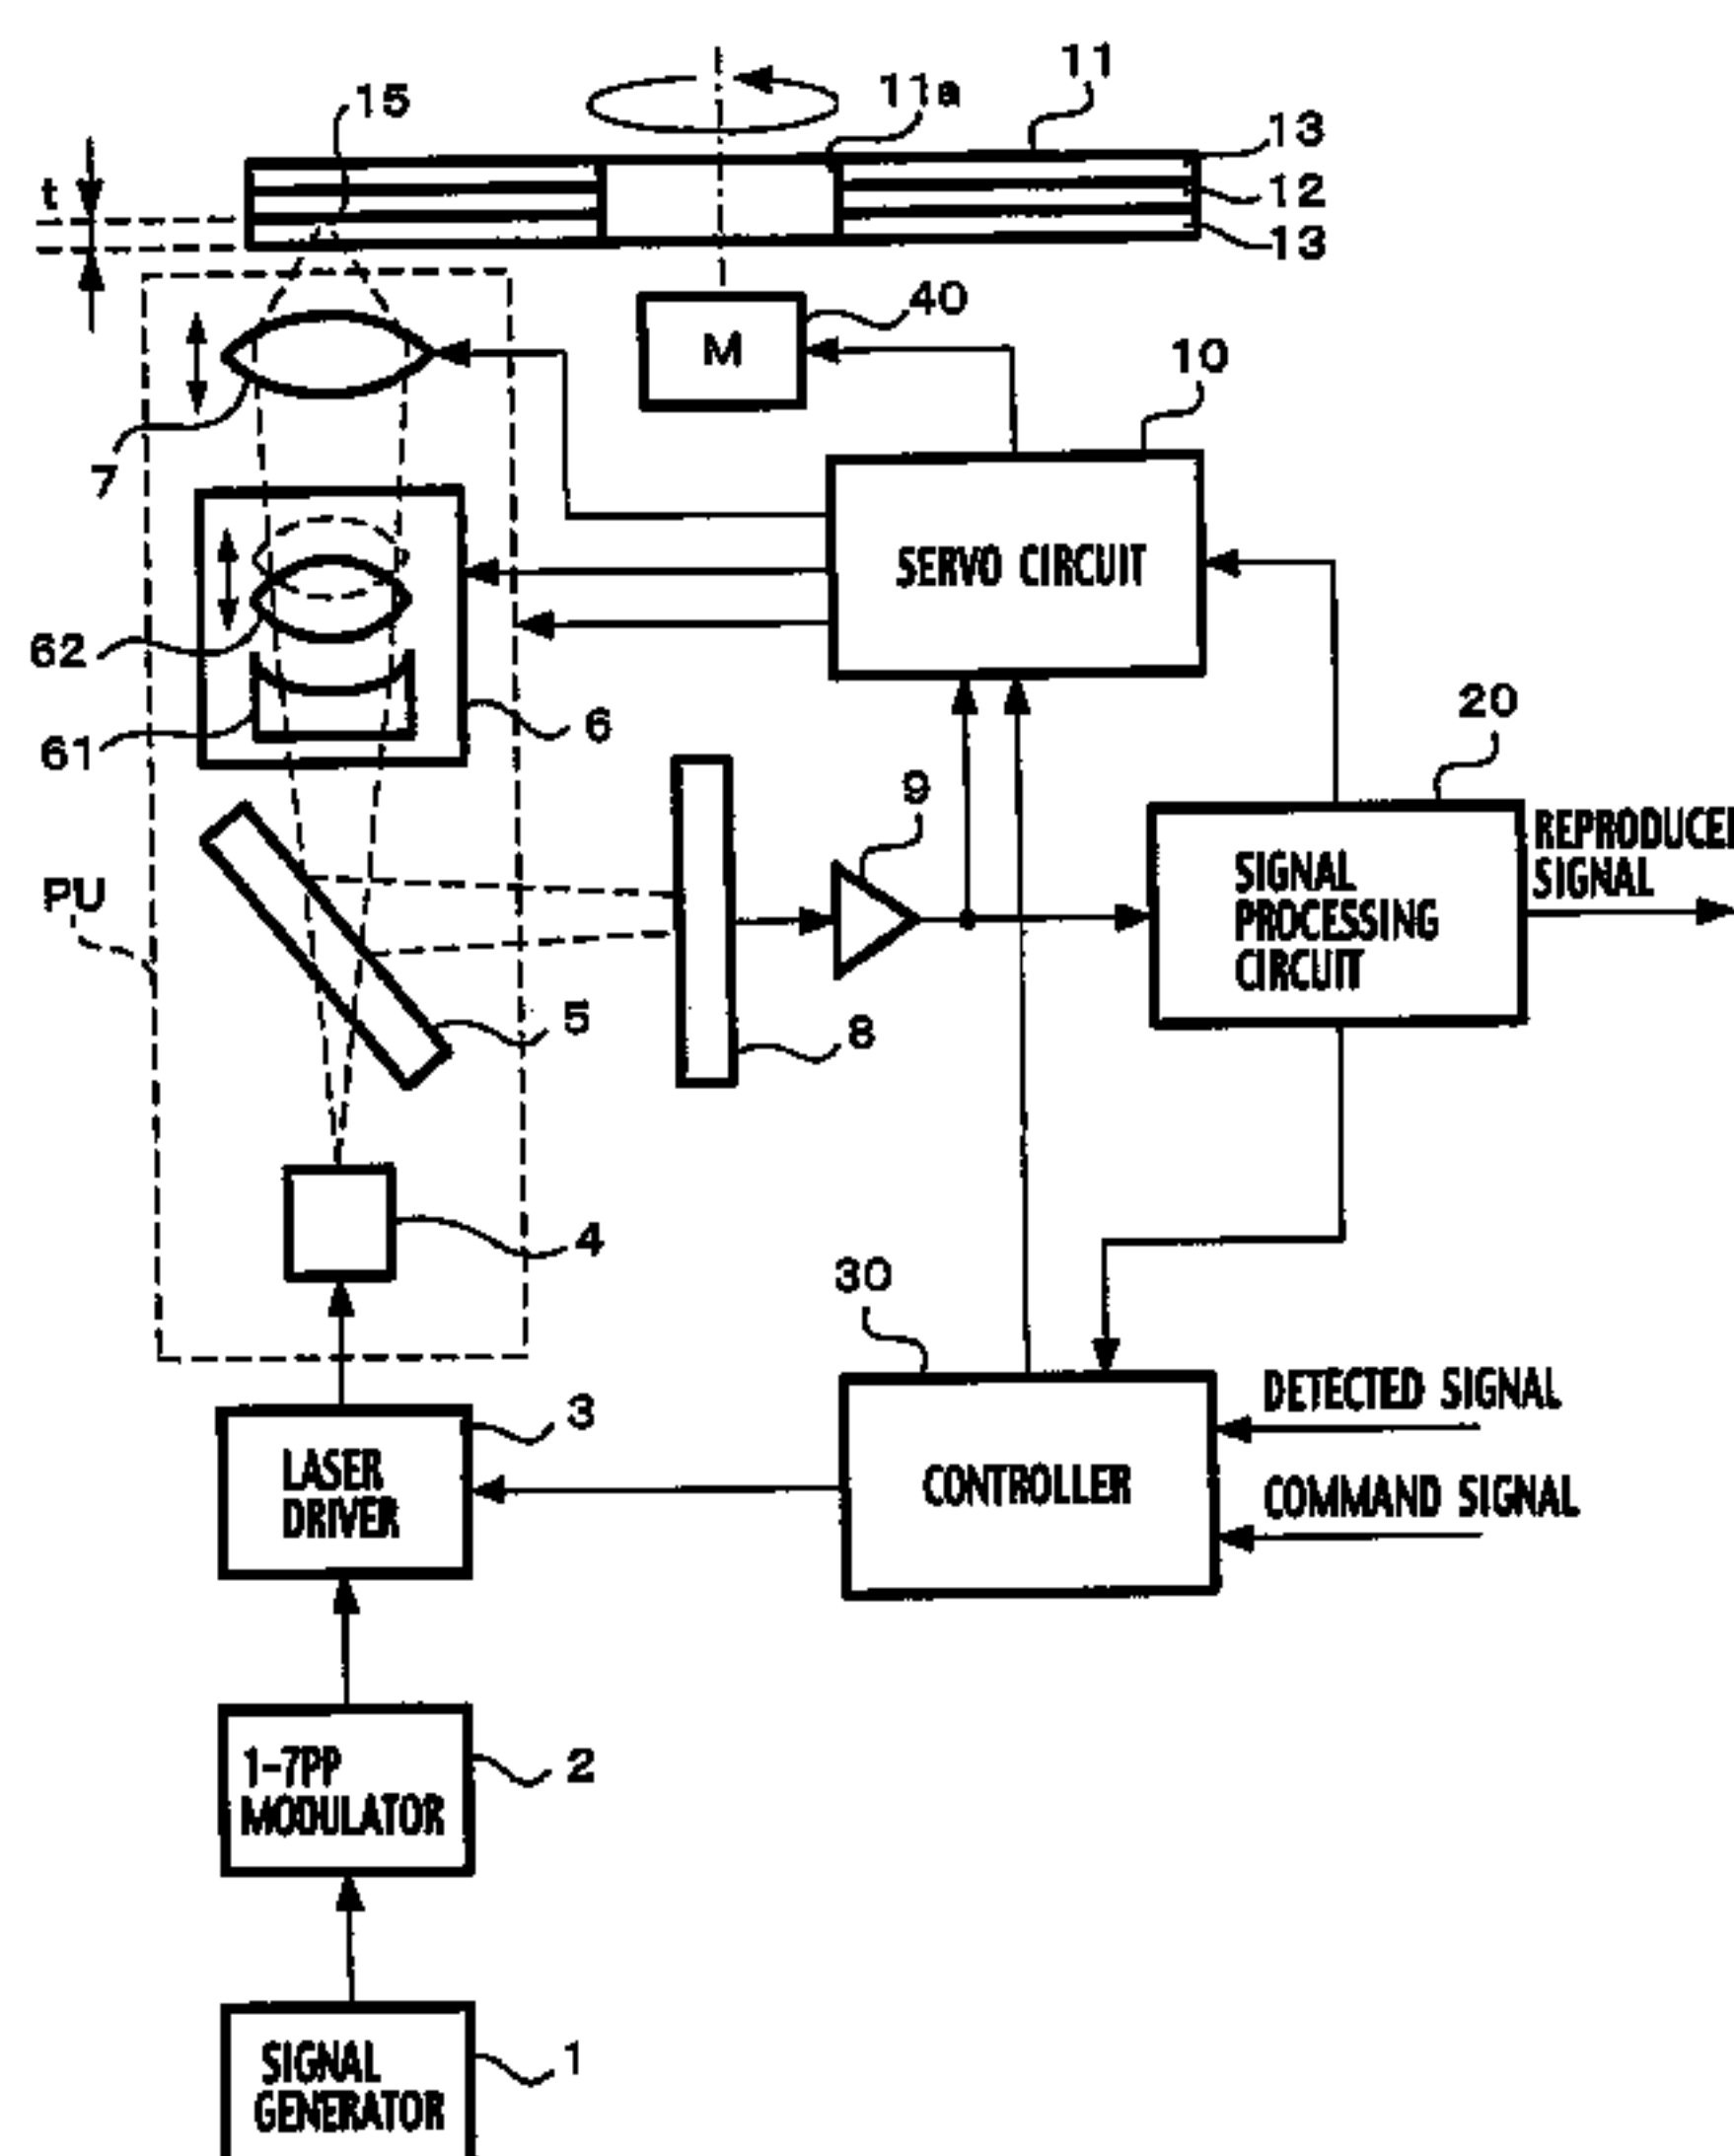 11
15
11a
13
t
12
13
40
M
10
7
SERVO CIRCUIT
62
20
6
61
9
REPRODUCED
SIGNAL
SIGNAL
PROCESSING
CIRCUIT
PU
5
8
4
30
DETECTED SIGNAL
3
LASER
DRIVER
CONTROLLER
COMMAND SIGNAL
2
1-7PP
MODULATOR
1
SIGNAL
GENERATOR